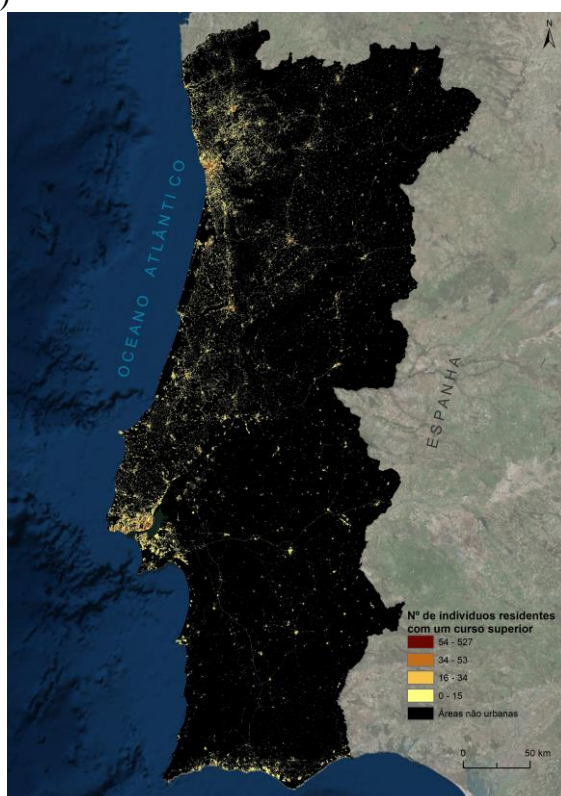 )
N
OCEANO ATLÂNTICO
ESPANHA
Nº de indivíduos residentes
com um curso superior
54 - 527
34 - 53
16 - 34
0 - 15
Áreas não urbanas
0 50 km